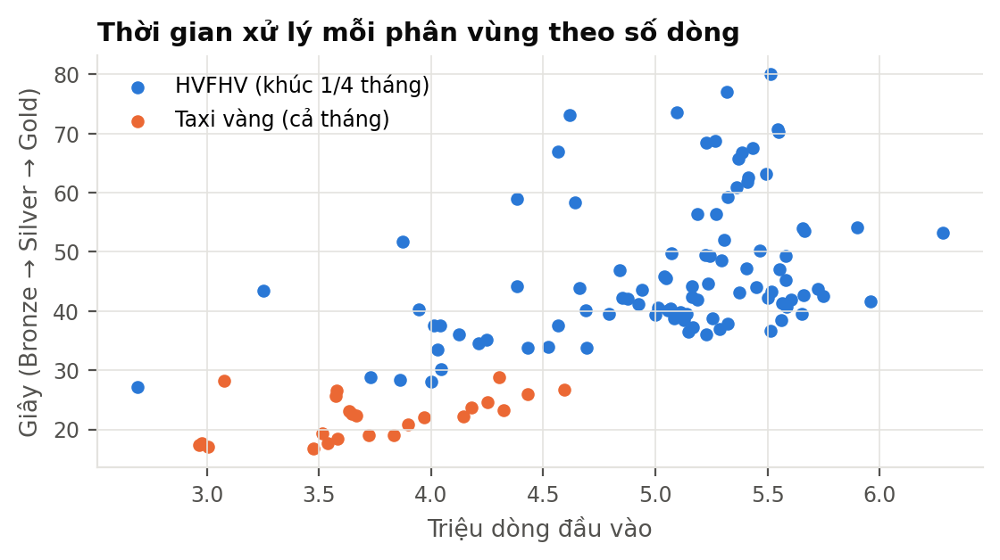 Thời gian xử lý mỗi phân vùng theo số dòng
HVFHV (khúc 1/4 tháng)
Taxi vàng (cả tháng)
Giây (Bronze → Silver → Gold)
80
70
60
50
40
30
20
3.0
3.5
4.0
4.5
5.0
5.5
6.0
Triệu dòng đầu vào